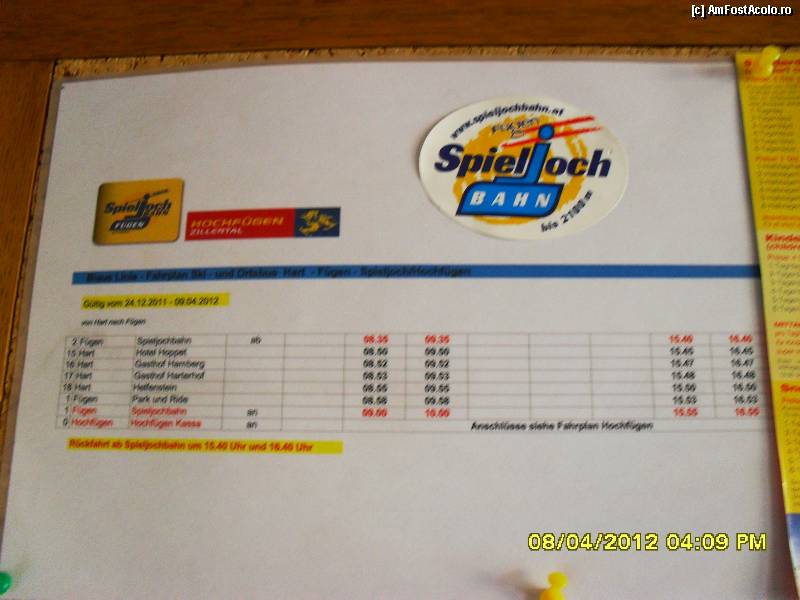 [c] AmFostAcolo.ro
www.spieljochbahn.at
FÜGEN
Spieljoch
BAHN
bis 2100 m
Spieljoch
BAHN
FÜGEN
HOCHFÜGEN
ZILLERTAL
Blaue Linie - Fahrplan Ski - und Ortsbus Hart - Fügen - Spieljoch/Hochfügen
Gültig vom 24.12.2011 - 09.04.2012
von Hart nach Fügen
2 Fügen Spieljochbahn ab 08.35 09.35 15.40 16.40
15 Hart Hotel Hoppet 08.50 09.50 15.45 16.45
16 Hart Gasthof Hamberg 08.52 09.52 15.47 16.47
17 Hart Gasthof Harterhof 08.53 09.53 15.48 16.48
18 Hart Helfenstein 08.55 09.55 15.50 16.50
1 Fügen Park und Ride 08.58 09.58 15.53 16.53
1 Fügen Spieljochbahn an 09.00 10.00 15.55 16.55
0 Hochfügen Hochfügen Kassa an Anschlüsse siehe Fahrplan Hochfügen
Rückfahrt ab Spieljochbahn um 15.40 Uhr und 16.40 Uhr
08/04/2012 04:09 PM